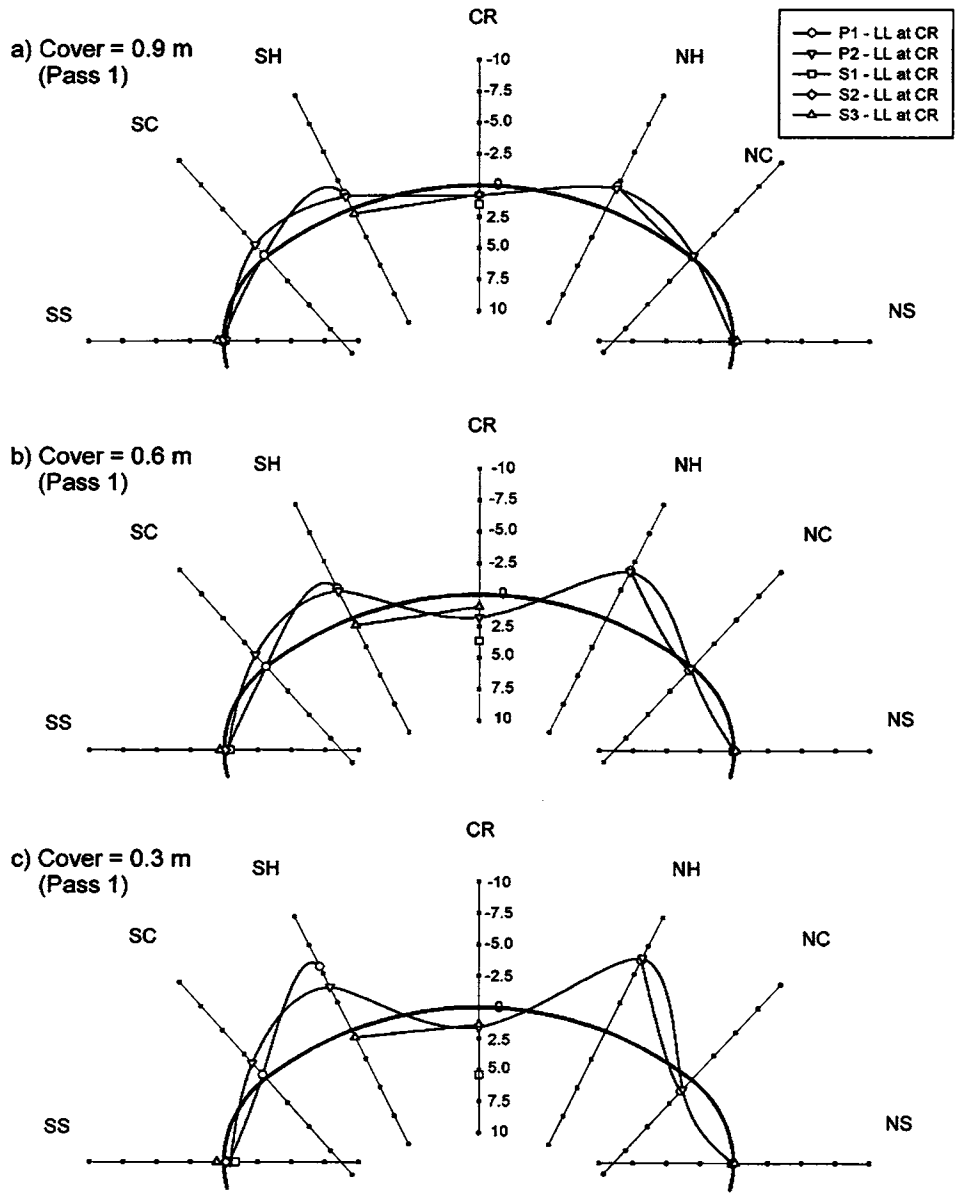 CR
a) Cover = 0.9 m
(Pass 1)
SH
NH
SC
NC
SS
NS
-10
-7.5
-5.0
-2.5
0
2.5
5.0
7.5
10
P1 - LL at CR
P2 - LL at CR
S1 - LL at CR
S2 - LL at CR
S3 - LL at CR
CR
b) Cover = 0.6 m
(Pass 1)
SH
NH
SC
NC
SS
NS
-10
-7.5
-5.0
-2.5
0
2.5
5.0
7.5
10
CR
c) Cover = 0.3 m
(Pass 1)
SH
NH
SC
NC
SS
NS
-10
-7.5
-5.0
-2.5
0
2.5
5.0
7.5
10